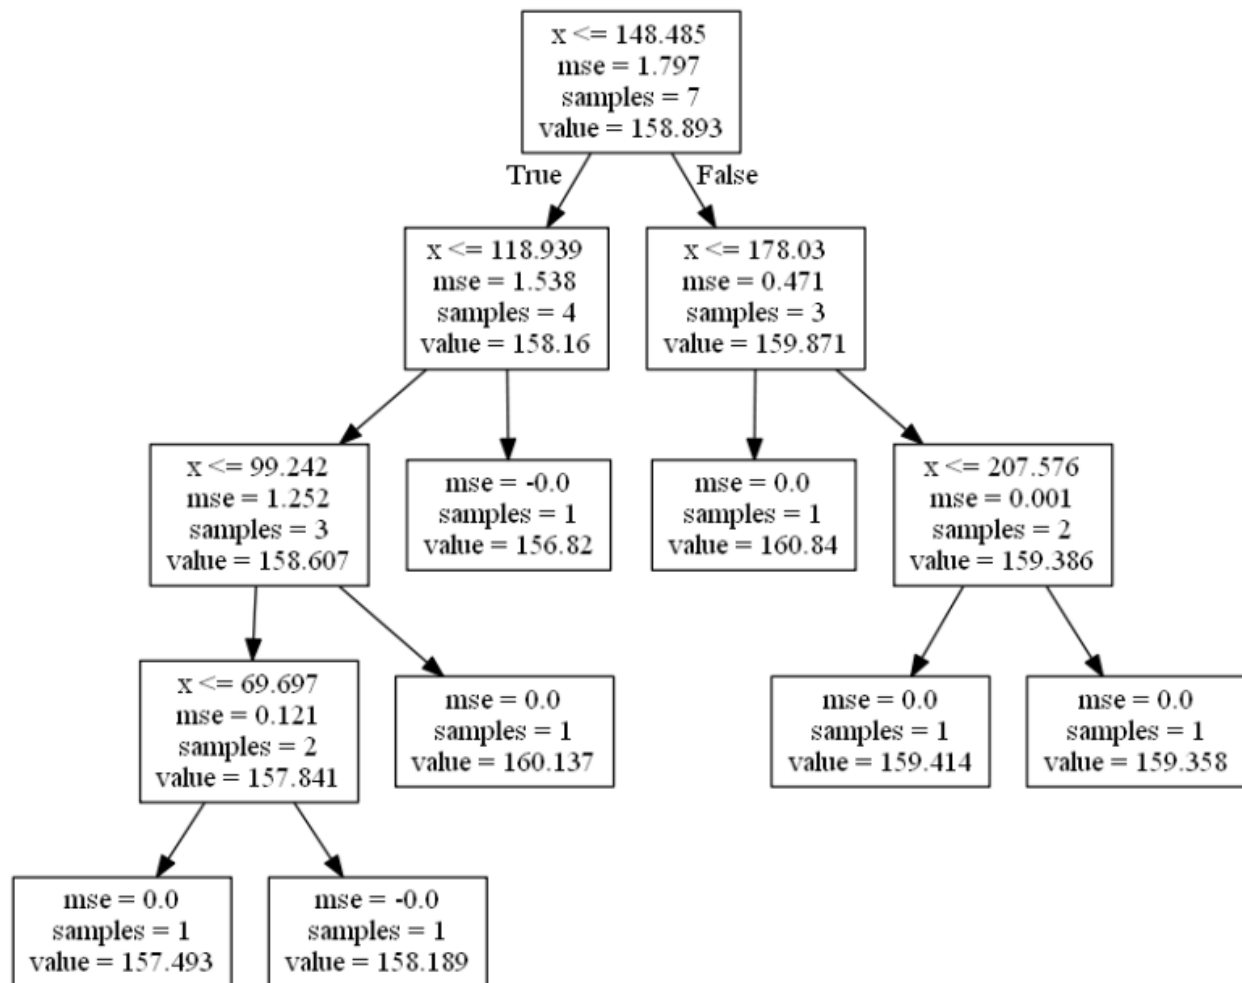 x <= 148.485
mse = 1.797
samples = 7
value = 158.893
True
False
x <= 118.939
mse = 1.538
samples = 4
value = 158.16
x <= 178.03
mse = 0.471
samples = 3
value = 159.871
x <= 99.242
mse = 1.252
samples = 3
value = 158.607
mse = -0.0
samples = 1
value = 156.82
mse = 0.0
samples = 1
value = 160.84
x <= 207.576
mse = 0.001
samples = 2
value = 159.386
x <= 69.697
mse = 0.121
samples = 2
value = 157.841
mse = 0.0
samples = 1
value = 160.137
mse = 0.0
samples = 1
value = 159.414
mse = 0.0
samples = 1
value = 159.358
mse = 0.0
samples = 1
value = 157.493
mse = -0.0
samples = 1
value = 158.189